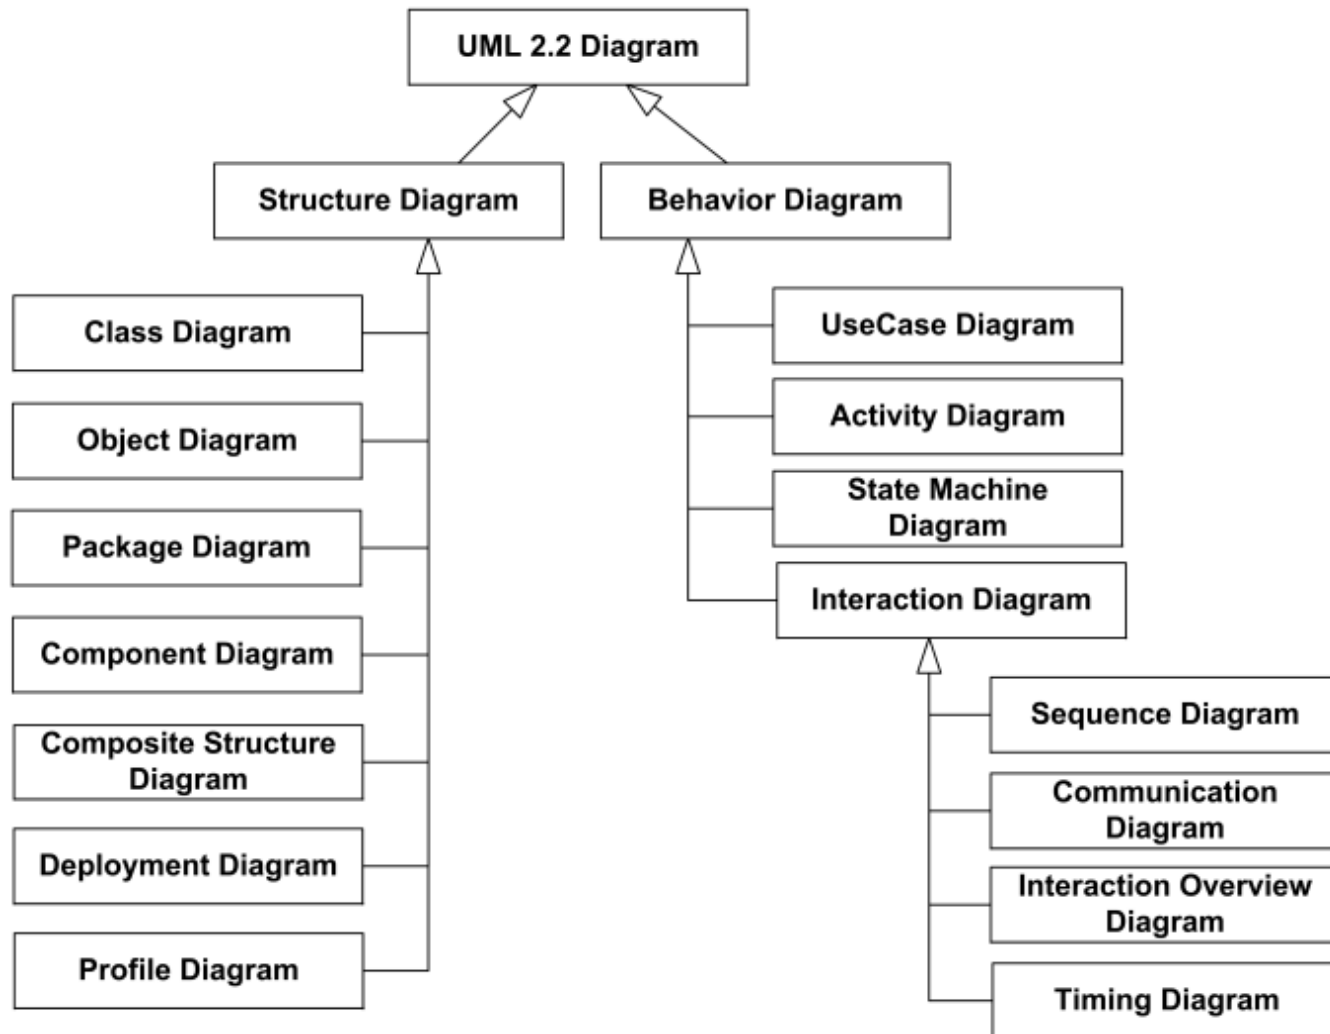 UML 2.2 Diagram
Structure Diagram
Behavior Diagram
Class Diagram
Object Diagram
Package Diagram
Component Diagram
Composite Structure
Diagram
Deployment Diagram
Profile Diagram
UseCase Diagram
Activity Diagram
State Machine
Diagram
Interaction Diagram
Sequence Diagram
Communication
Diagram
Interaction Overview
Diagram
Timing Diagram